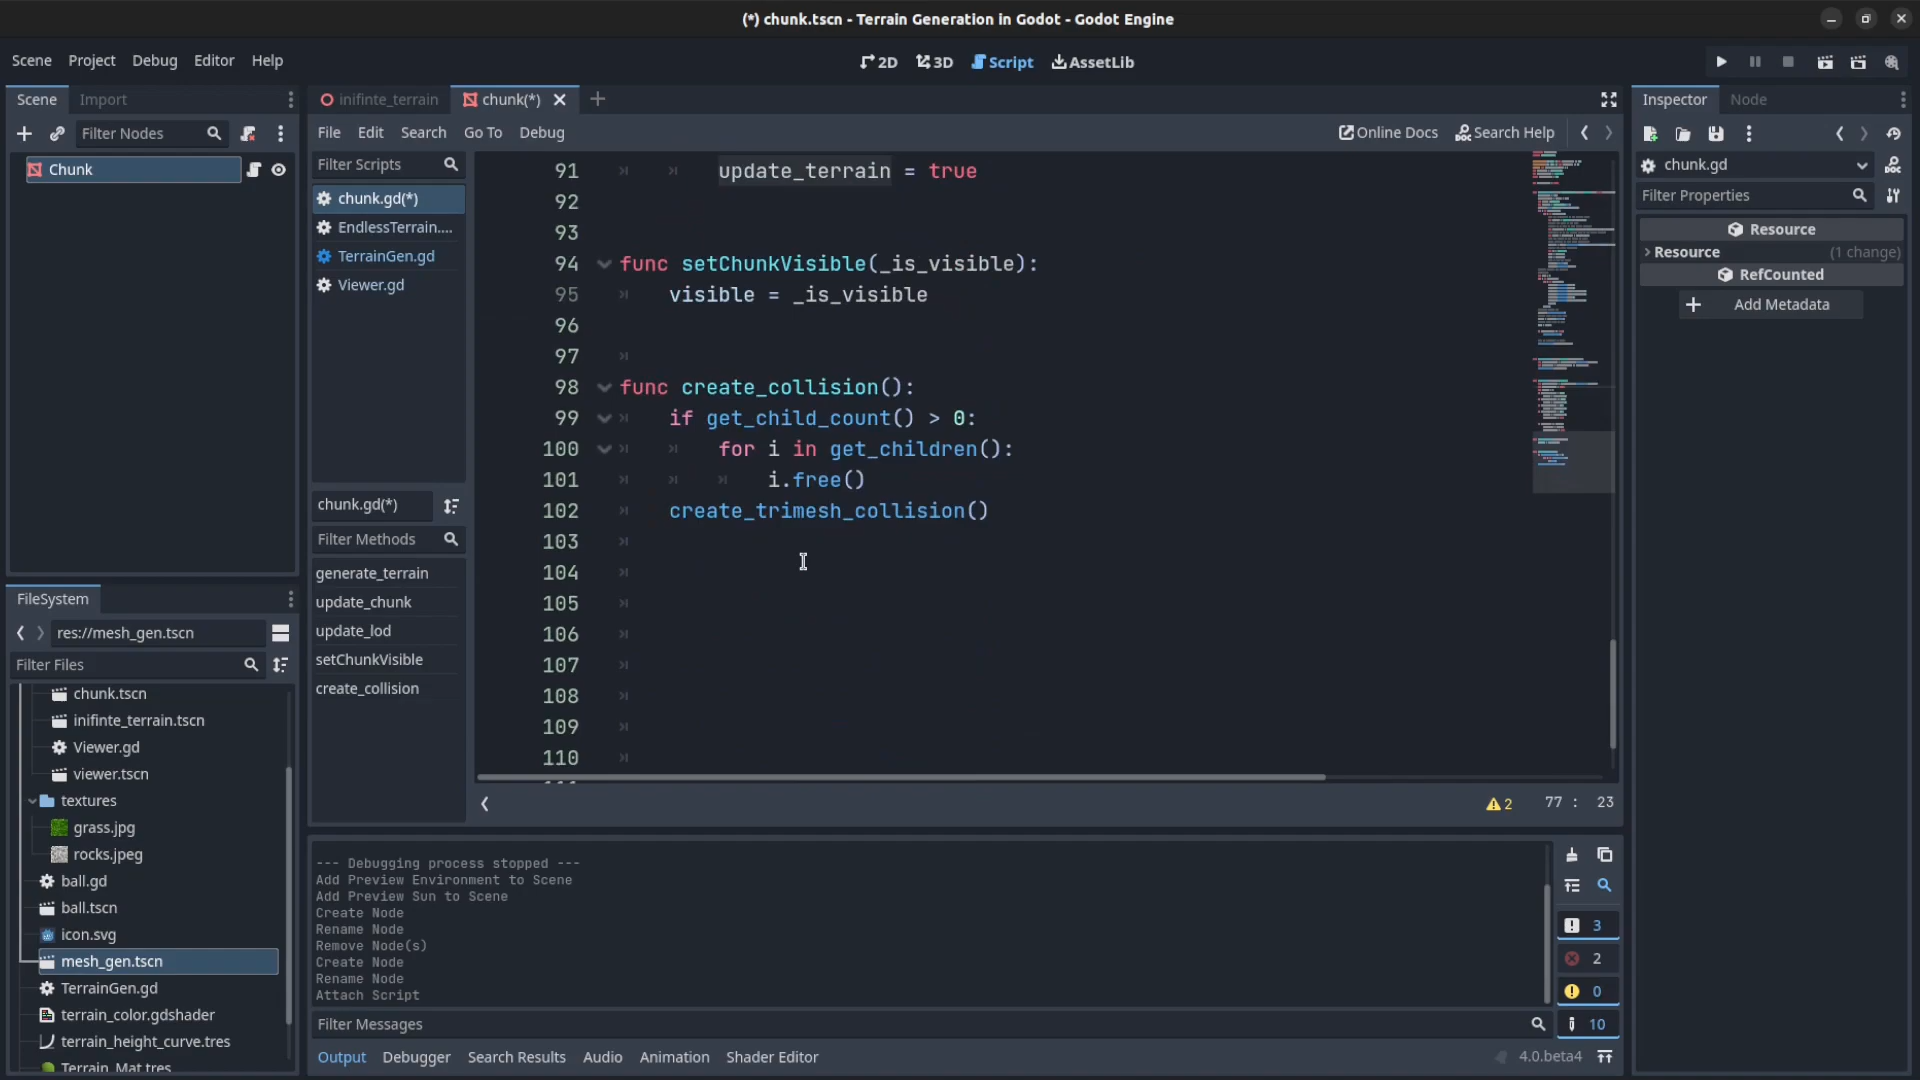 (*) chunk.tscn - Terrain Generation in Godot - Godot Engine
Scene Project Debug Editor Help
2D 3D Script AssetLib
Scene Import
inifinte_terrain chunk(*)
Inspector Node
Filter Nodes
File Edit Search Go To Debug
Online Docs Search Help
Chunk
Filter Scripts
chunk.gd(*)
EndlessTerrain....
TerrainGen.gd
Viewer.gd
chunk.gd(*)
Filter Methods
generate_terrain
update_chunk
update_lod
setChunkVisible
create_collision
91 update_terrain = true
92
93
94 func setChunkVisible(_is_visible):
95 visible = _is_visible
96
97
98 func create_collision():
99 if get_child_count() > 0:
100 for i in get_children():
101 i.free()
102 create_trimesh_collision()
103
104
105
106
107
108
109
110
2 77 : 23
chunk.gd
Filter Properties
Resource
Resource (1 change)
RefCounted
Add Metadata
FileSystem
res://mesh_gen.tscn
Filter Files
chunk.tscn
inifinte_terrain.tscn
Viewer.gd
viewer.tscn
textures
grass.jpg
rocks.jpeg
ball.gd
ball.tscn
icon.svg
mesh_gen.tscn
TerrainGen.gd
terrain_color.gdshader
terrain_height_curve.tres
Terrain_Mat.tres
--- Debugging process stopped ---
Add Preview Environment to Scene
Add Preview Sun to Scene
Create Node
Rename Node
Remove Node(s)
Create Node
Rename Node
Attach Script
3
2
0
10
Filter Messages
Output Debugger Search Results Audio Animation Shader Editor
4.0.beta4